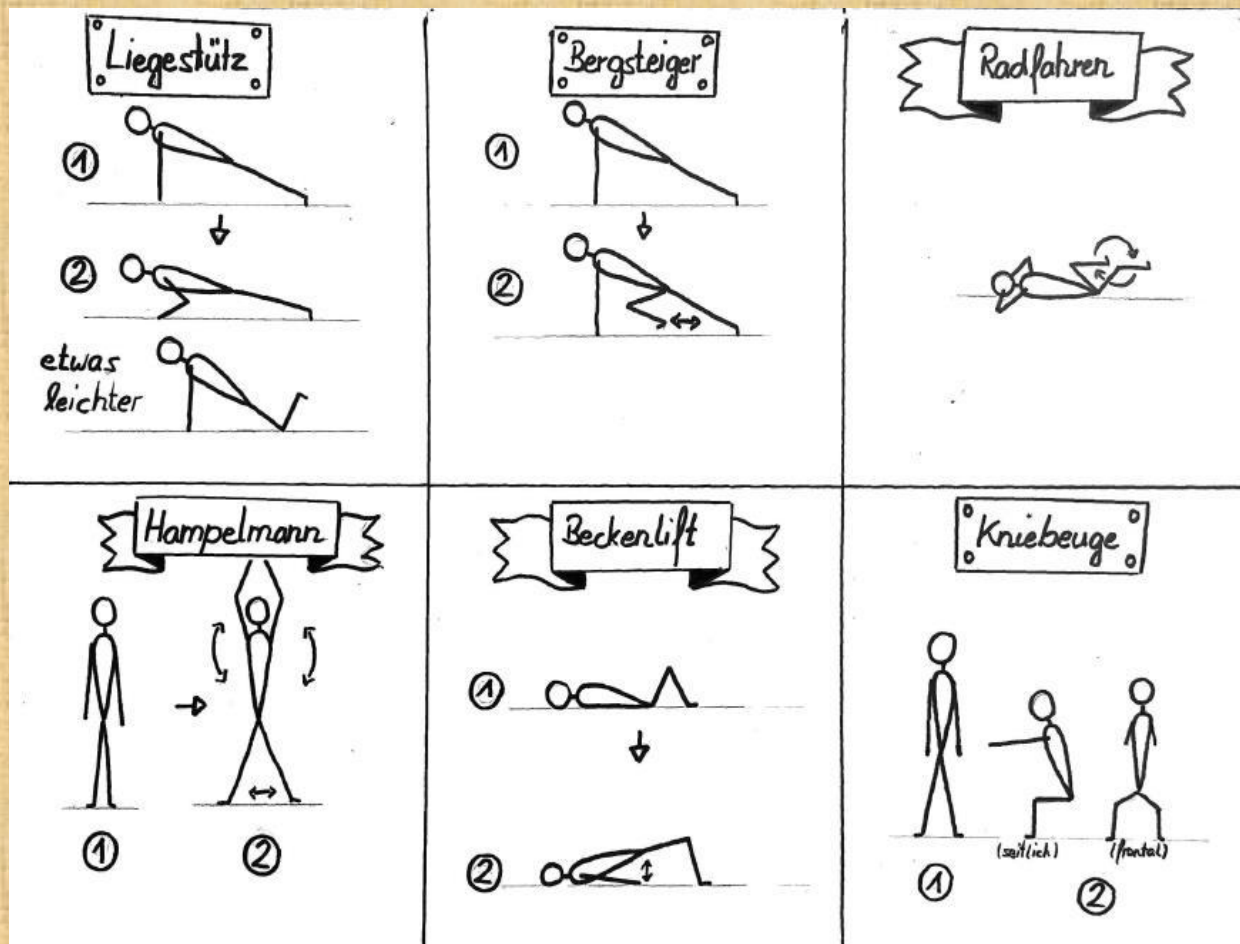 Liegestütz
①
②
etwas
leichter
Bergsteiger
①
②
Radfahren
Hampelmann
①
②
Beckenlift
①
②
Kniebeuge
(seitlich)
(frontal)
①
②